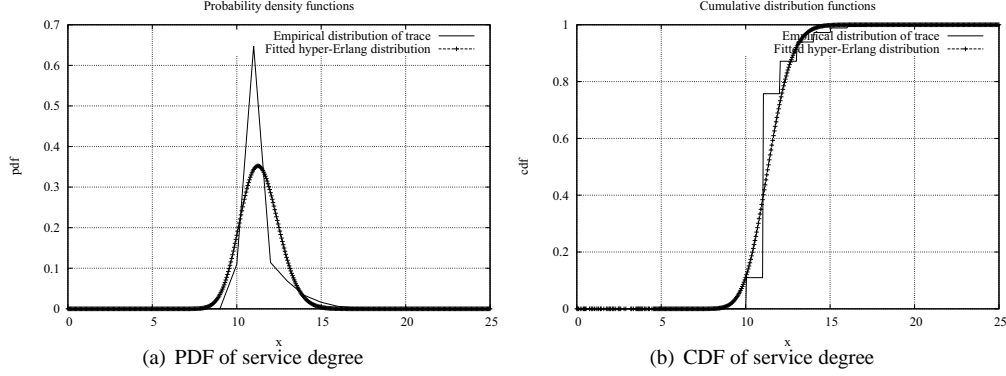 Probability density functions
Empirical distribution of trace
Fitted hyper-Erlang distribution
0.7
0.6
0.5
0.4
0.3
0.2
0.1
0
pdf
0 5 10 15 20 25
x
(a) PDF of service degree
Cumulative distribution functions
Empirical distribution of trace
Fitted hyper-Erlang distribution
1
0.8
0.6
0.4
0.2
0
cdf
0 5 10 15 20 25
x
(b) CDF of service degree